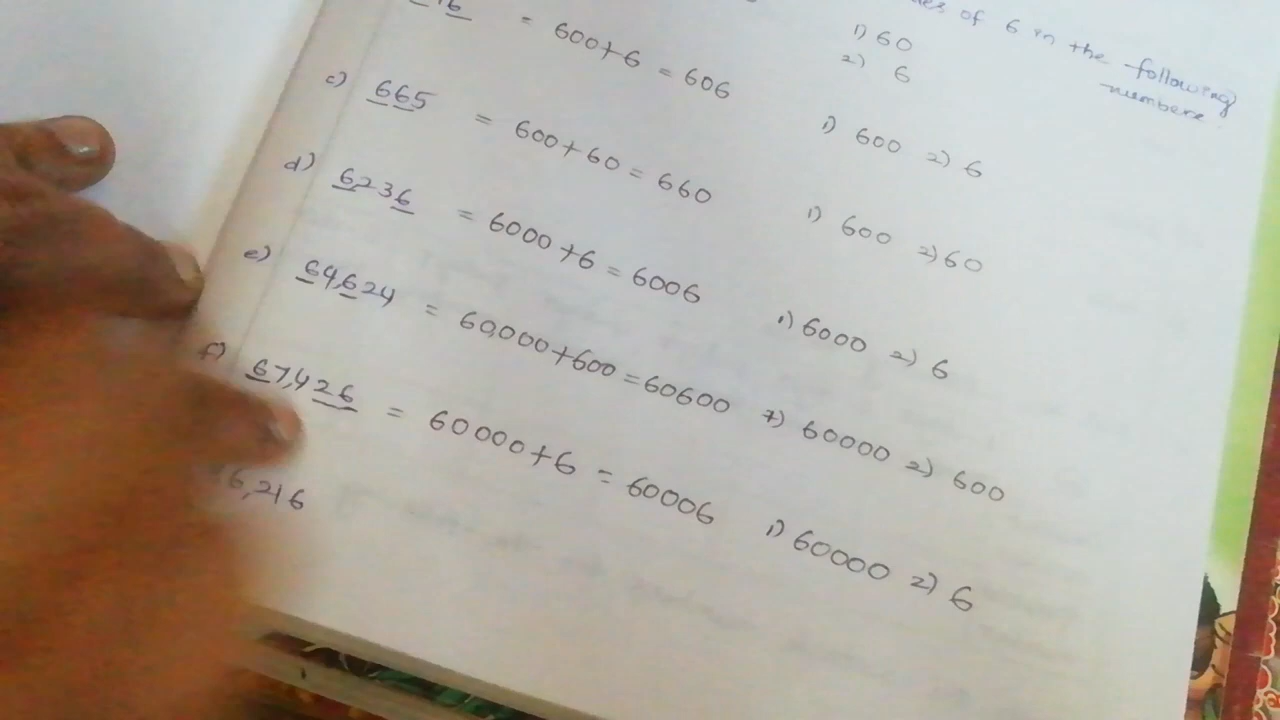 of 6 in the following
numbers.
1) 60
2) 6
= 600+6 = 606 1) 600 2) 6
c) 665 = 600+60 = 660 1) 600 2) 60
d) 6236 = 6000+6 = 6006 1) 6000 2) 6
e) 64,624 = 60,000+600 = 60600 1) 60000 2) 600
f) 67,426 = 60000+6 = 60006 1) 60000 2) 6
6,216